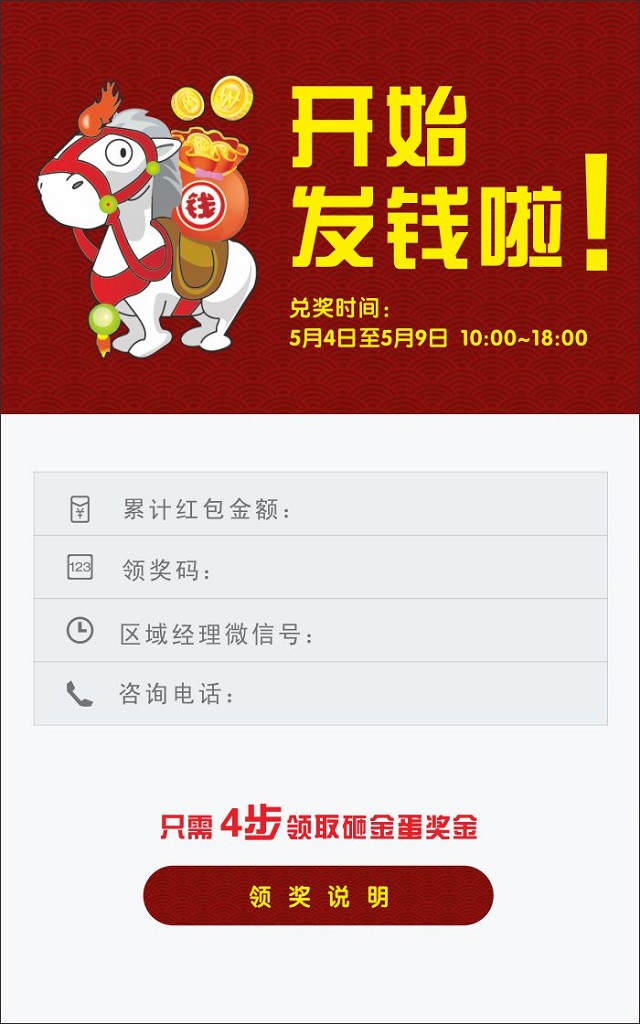 开始
发钱啦！
钱
兑奖时间：
5月4日至5月9日 10:00~18:00
¥
累计红包金额：
123
领奖码：
区域经理微信号：
咨询电话：
只需4步领取砸金蛋奖金
领奖说明